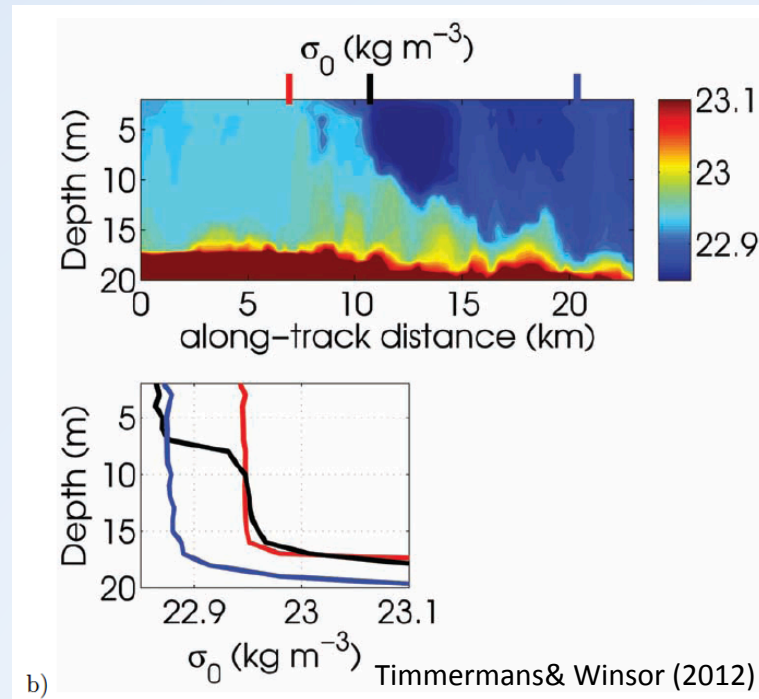 σ₀ (kg m⁻³)
Depth (m)
5
10
15
20
0 5 10 15 20
along-track distance (km)
23.1
23
22.9
Depth (m)
5
10
15
20
22.9 23 23.1
σ₀ (kg m⁻³)
b)
Timmermans& Winsor (2012)